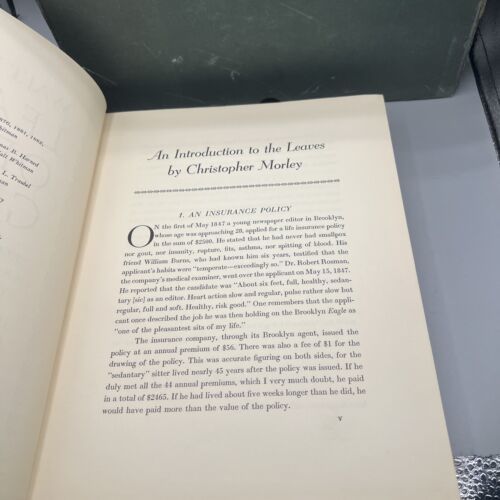 WAL
LE
G
1867, 1882,
hitman
mas B. Harned
Walt Whitman
L. Traubel
man
An Introduction to the Leaves
by Christopher Morley
1. AN INSURANCE POLICY
ON the first of May 1847 a young newspaper editor in Brooklyn,
whose age was approaching 28, applied for a life insurance policy
in the sum of $2500. He stated that he had never had smallpox
nor gout, nor insanity, rupture, fits, asthma, nor spitting of blood. His
friend William Burns, who had known him six years, testified that the
applicant's habits were "temperate—exceedingly so." Dr. Robert Rosman,
the company's medical examiner, went over the applicant on May 15, 1847.
He reported that the candidate was "About six feet, full, healthy, sedan-
tary [sic] as an editor. Heart action slow and regular, pulse rather slow but
regular, full and soft. Healthy, risk good." One remembers that the appli-
cant once described the job he was then holding on the Brooklyn Eagle as
"one of the pleasantest sits of my life."
The insurance company, through its Brooklyn agent, issued the
policy at an annual premium of $56. There was also a fee of $1 for the
drawing of the policy. This was accurate figuring on both sides, for the
"sedantary" sitter lived nearly 45 years after the policy was issued. If he
duly met all the 44 annual premiums, which I very much doubt, he paid
in a total of $2465. If he had lived about five weeks longer than he did, he
would have paid more than the value of the policy.
v